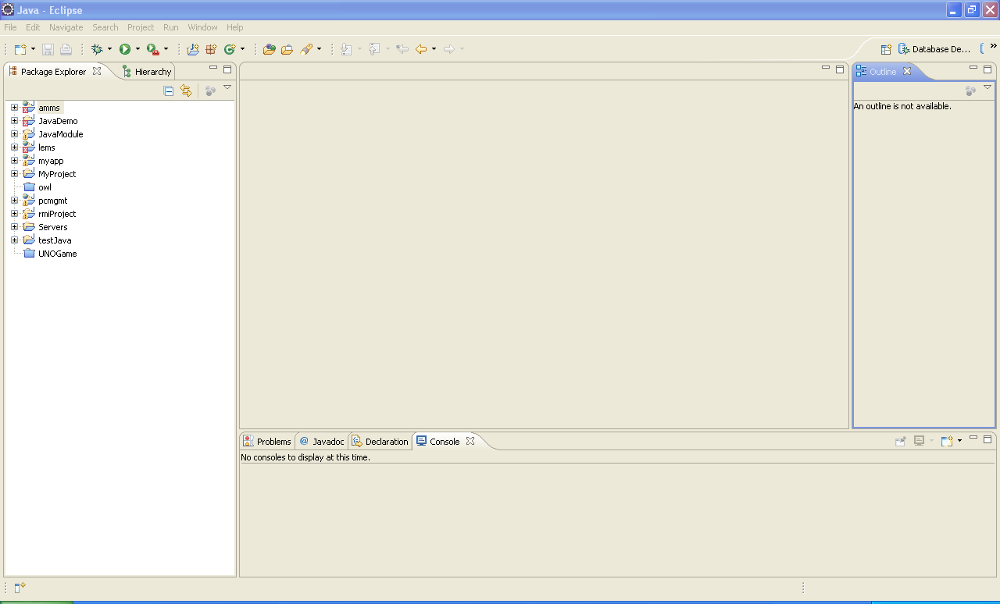 Java - Eclipse
File Edit Navigate Search Project Run Window Help
Database De...
Package Explorer Hierarchy
Outline
amms
JavaDemo
JavaModule
lems
myapp
MyProject
owl
pcmgmt
rmiProject
Servers
testJava
UNOGame
An outline is not available.
Problems @ Javadoc Declaration Console
No consoles to display at this time.